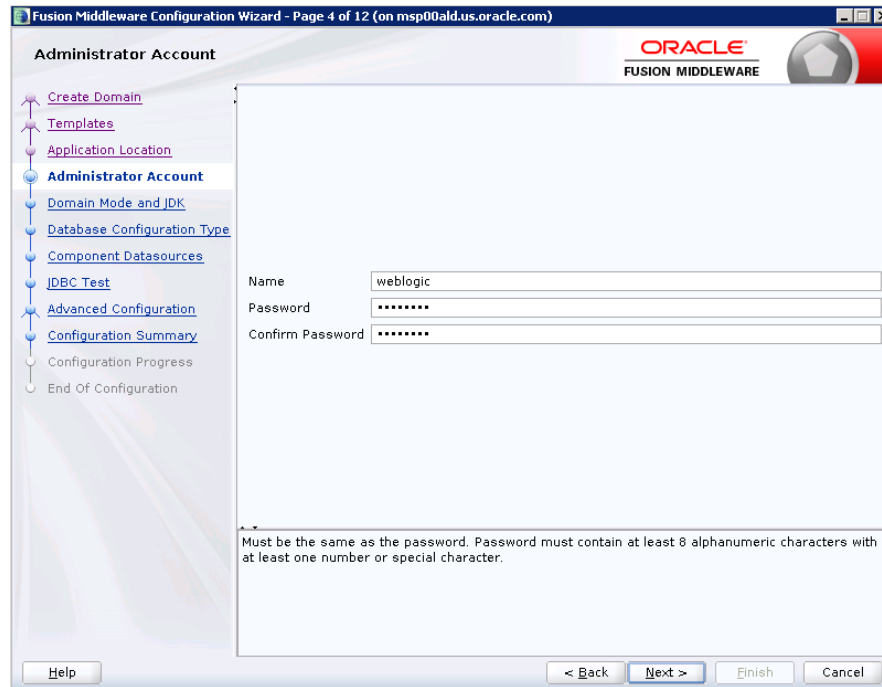 Fusion Middleware Configuration Wizard - Page 4 of 12 (on msp00ald.us.oracle.com)
Administrator Account
ORACLE
FUSION MIDDLEWARE
Create Domain
Templates
Application Location
Administrator Account
Domain Mode and JDK
Database Configuration Type
Component Datasources
JDBC Test
Advanced Configuration
Configuration Summary
Configuration Progress
End Of Configuration
Name weblogic
Password ••••••••
Confirm Password ••••••••
Must be the same as the password. Password must contain at least 8 alphanumeric characters with
at least one number or special character.
Help < Back Next > Finish Cancel